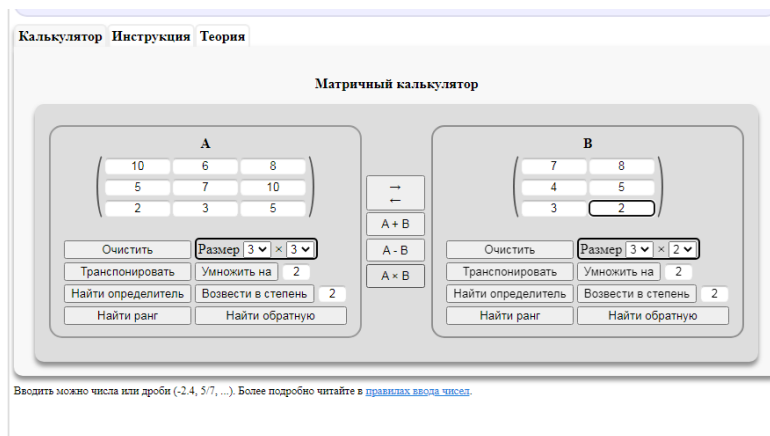 Калькулятор Инструкция Теория
Матричный калькулятор
A
10 6 8
5 7 10
2 3 5
Очистить Размер 3 × 3
Транспонировать Умножить на 2
Найти определитель Возвести в степень 2
Найти ранг Найти обратную
→
←
A + B
A - B
A × B
B
7 8
4 5
3 2
Очистить Размер 3 × 2
Транспонировать Умножить на 2
Найти определитель Возвести в степень 2
Найти ранг Найти обратную
Вводить можно числа или дроби (-2.4, 5/7, ...). Более подробно читайте в правилах ввода чисел.